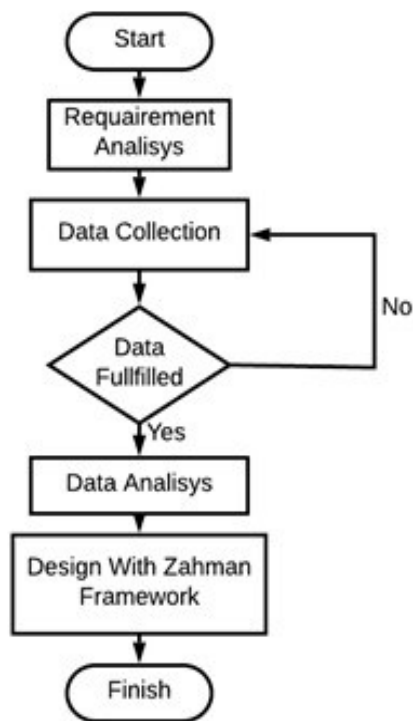 Start
Requairement
Analisys
Data Collection
No
Data
Fullfilled
Yes
Data Analisys
Design With Zahman
Framework
Finish